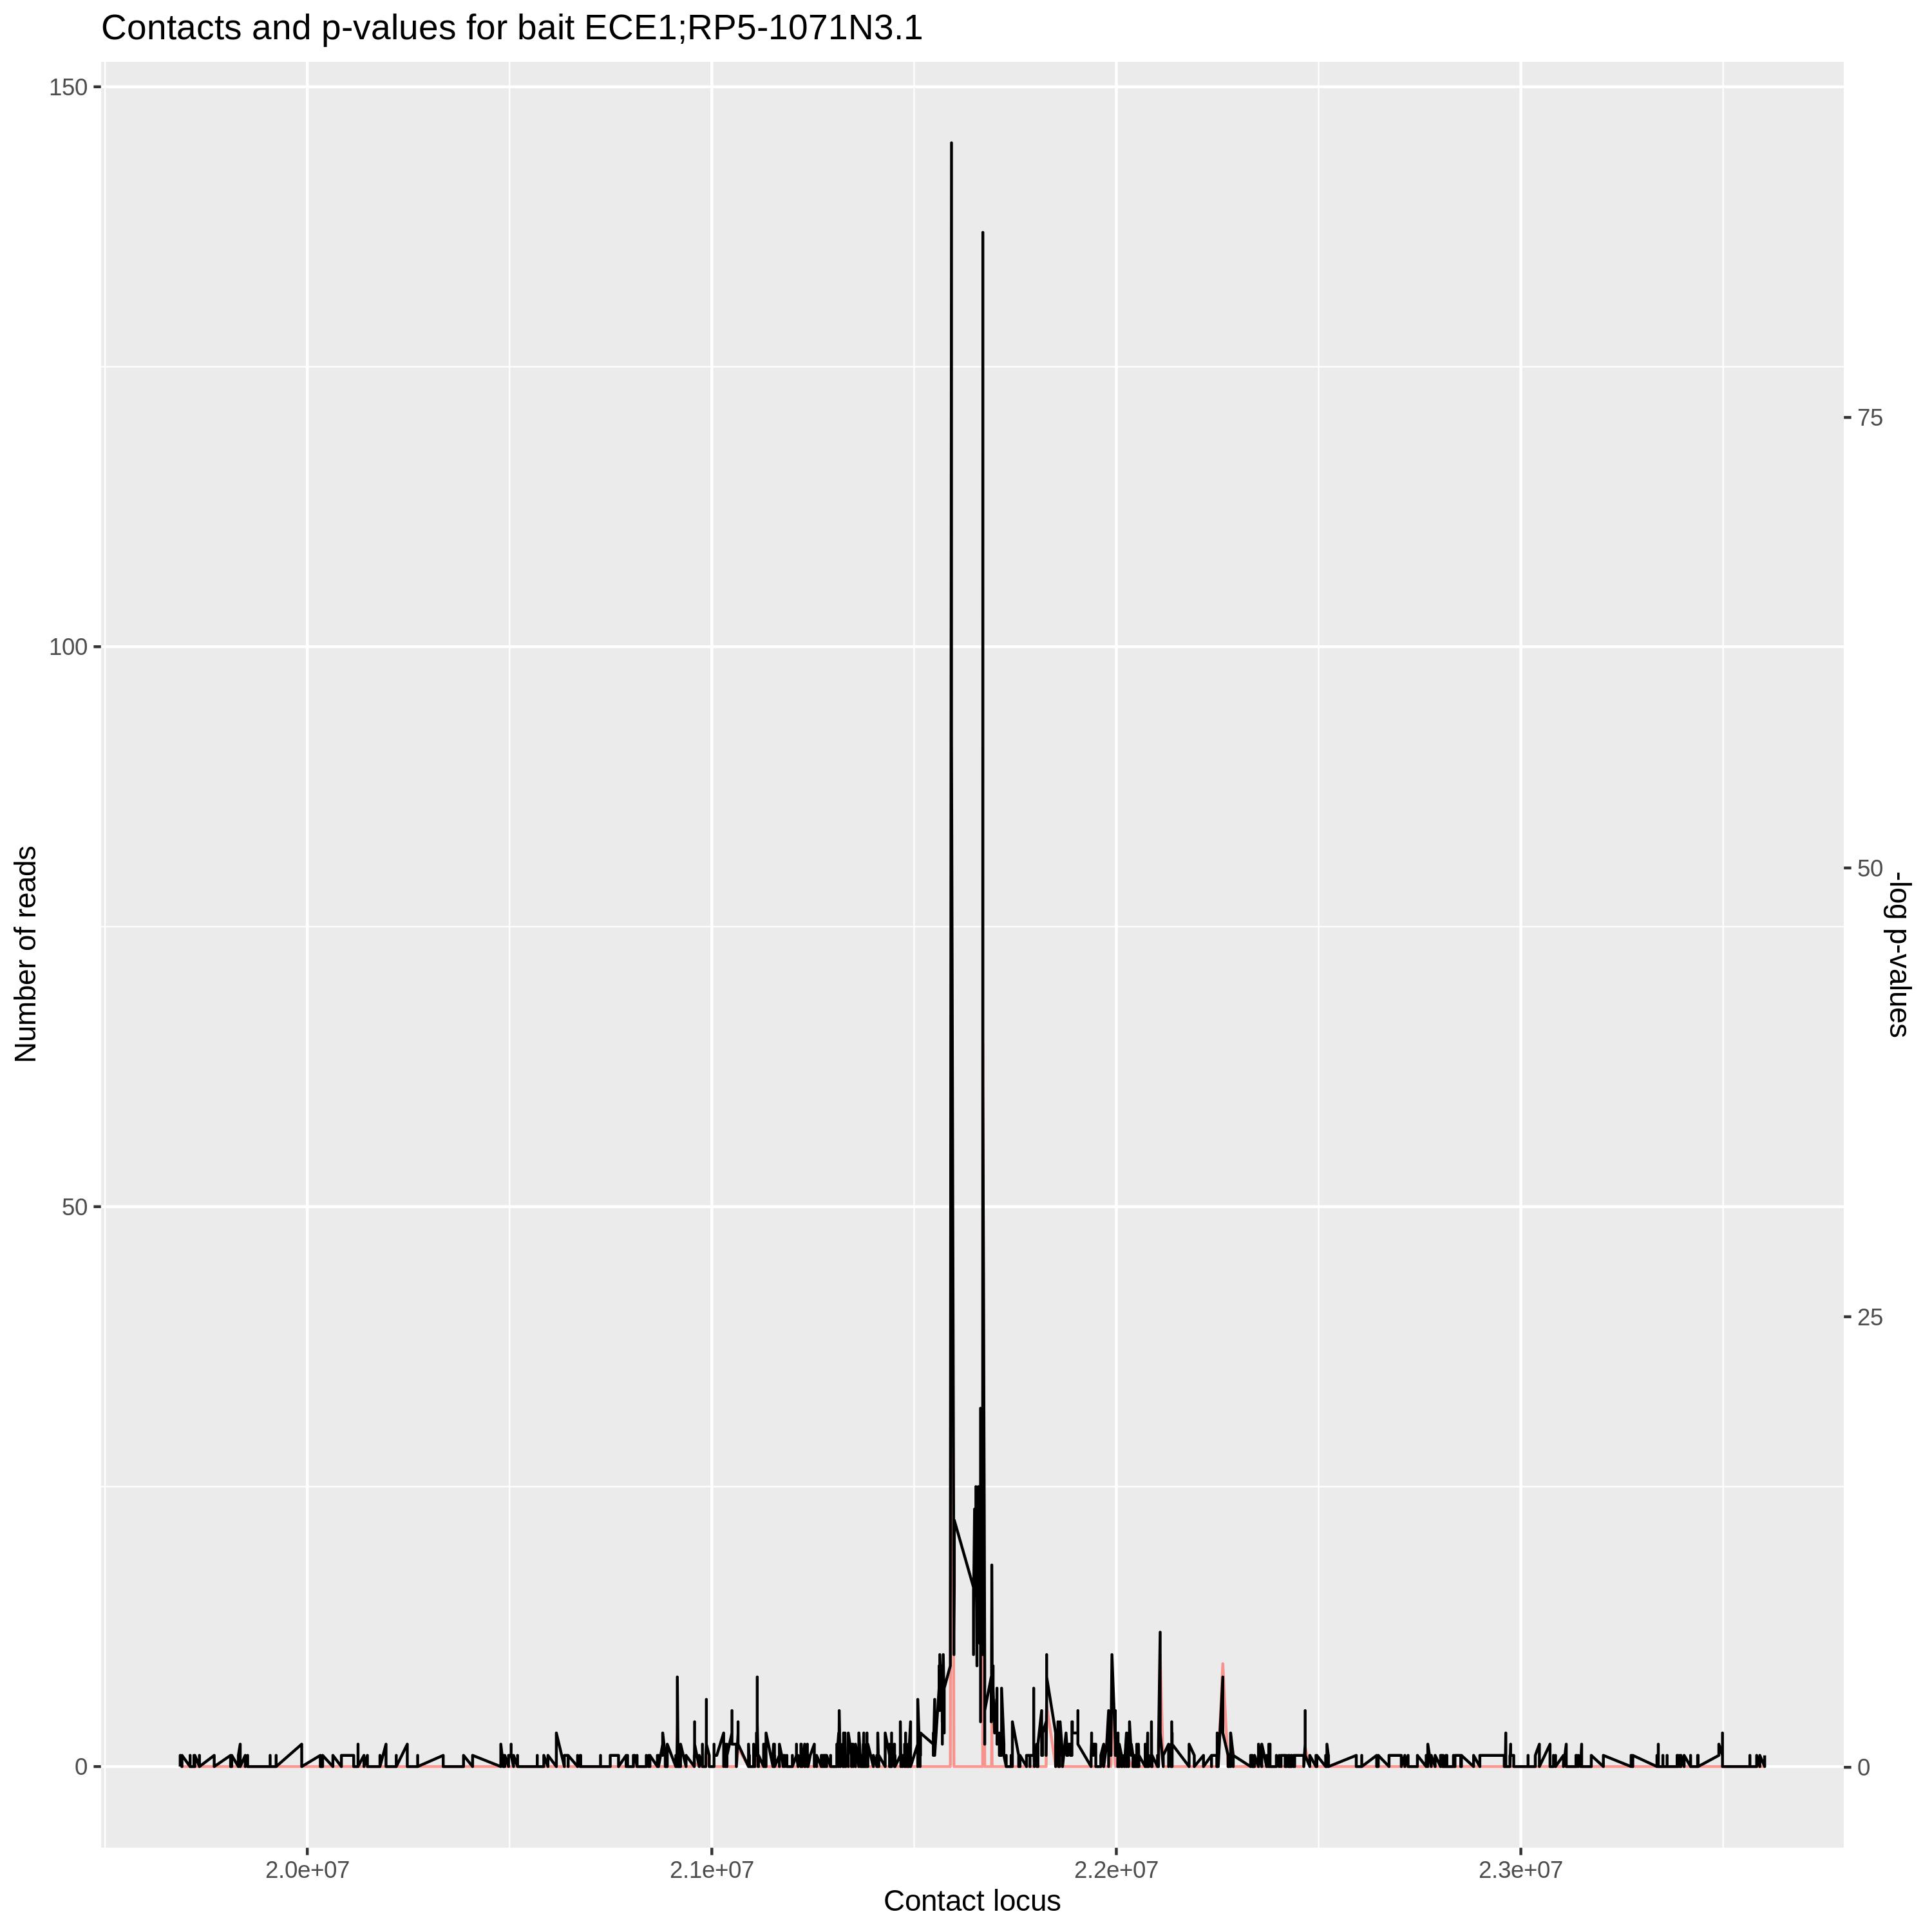 Contacts and p-values for bait ECE1;RP5-1071N3.1
150
100
50
0
Number of reads
75
50
25
0
-log p-values
2.0e+07
2.1e+07
2.2e+07
2.3e+07
Contact locus